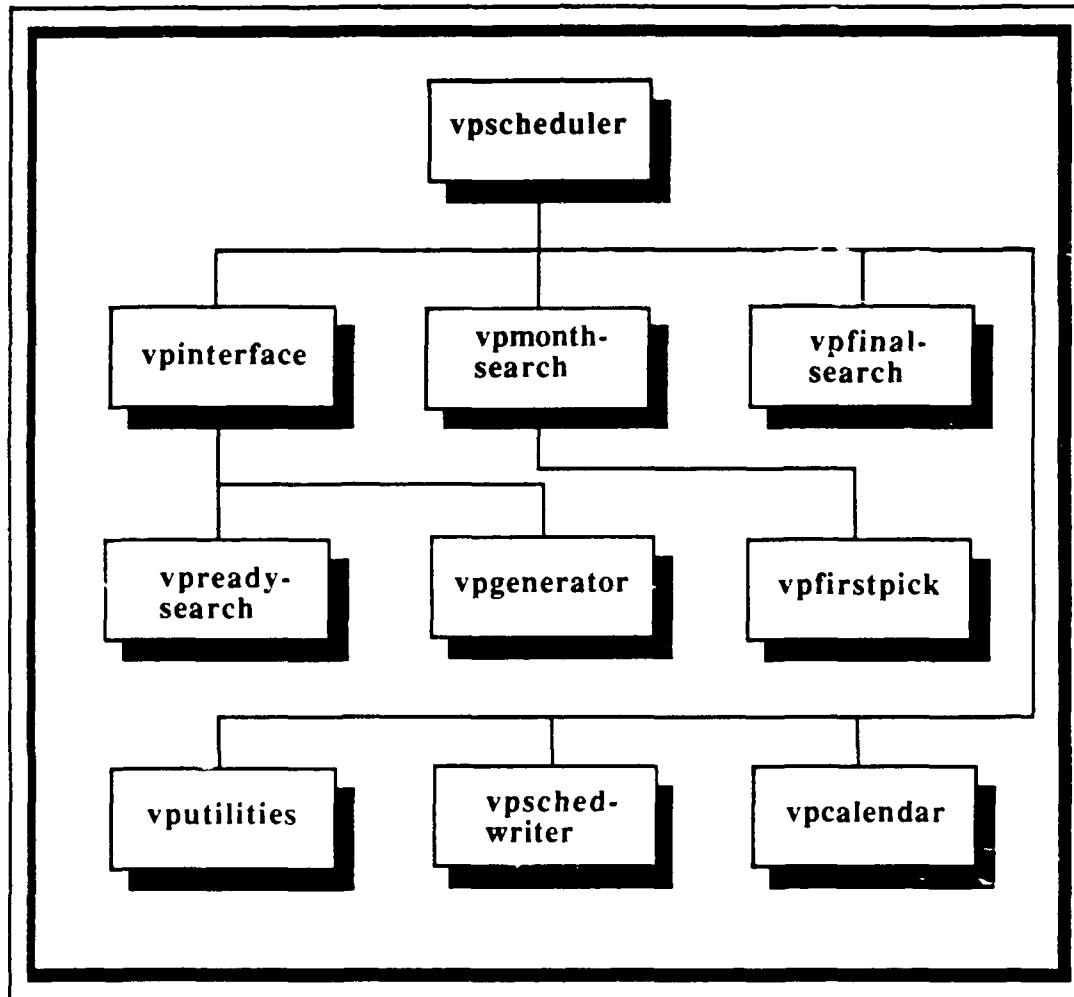 vpscheduler
vpinterface
vpmonth-
search
vpfinal-
search
vpready-
search
vpgenerator
vpfirstpick
vputilities
vpsched-
writer
vpcalendar